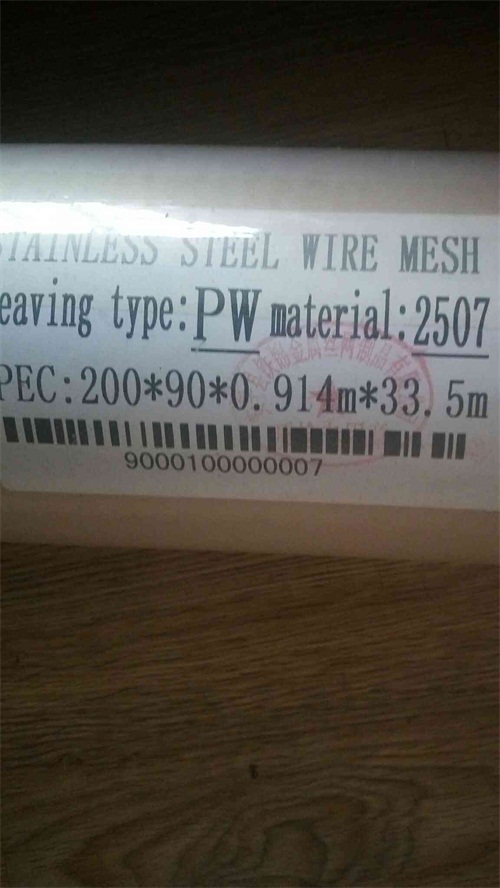 STAINLESS STEEL WIRE MESH
eaving type:PW material:2507
PEC:200*90*0.914m*33.5m
9000100000007